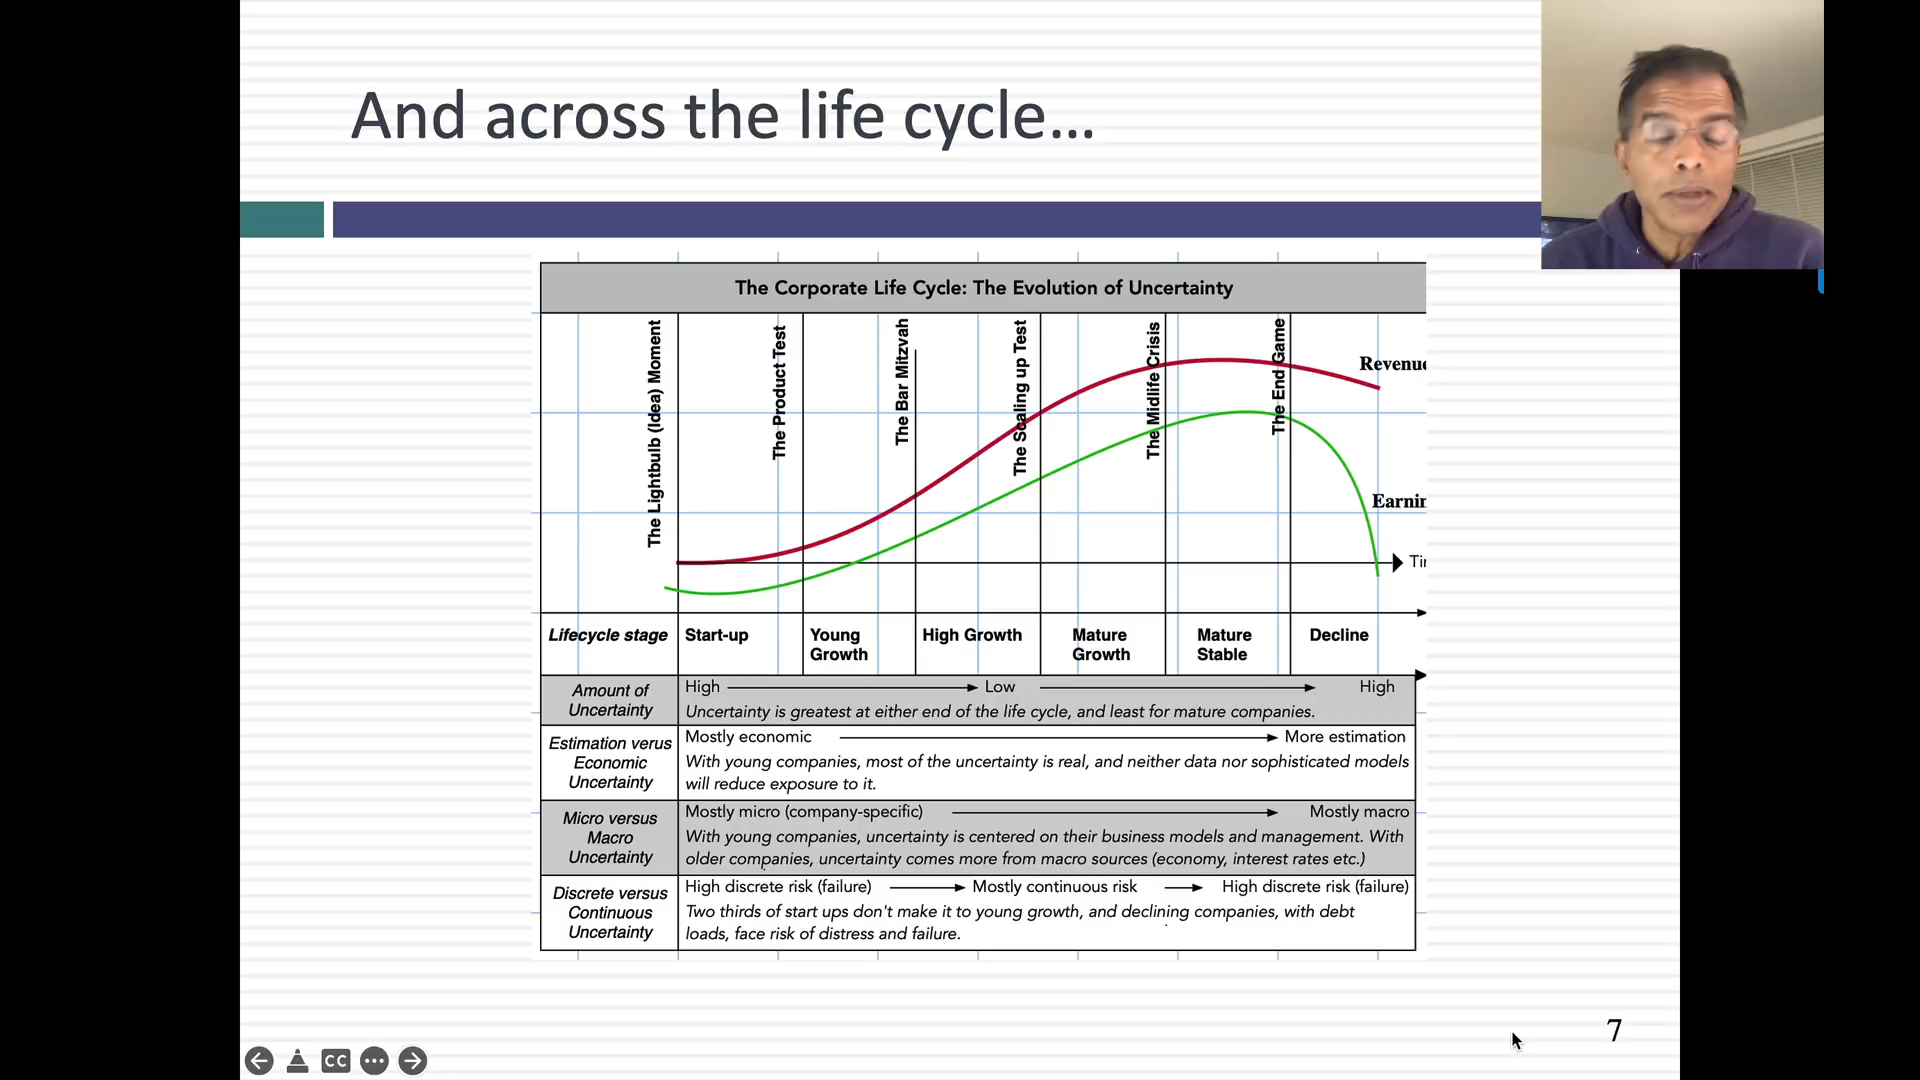 And across the life cycle...
The Corporate Life Cycle: The Evolution of Uncertainty
The Lightbulb (Idea) Moment
The Product Test
The Bar Mitzvah
The Scaling up Test
The Midlife Crisis
The End Game
Revenue
Earnin
Tir
Lifecycle stage
Start-up
Young
Growth
High Growth
Mature
Growth
Mature
Stable
Decline
Amount of
Uncertainty
High Low High
Uncertainty is greatest at either end of the life cycle, and least for mature companies.
Estimation verus
Economic
Uncertainty
Mostly economic More estimation
With young companies, most of the uncertainty is real, and neither data nor sophisticated models
will reduce exposure to it.
Micro versus
Macro
Uncertainty
Mostly micro (company-specific) Mostly macro
With young companies, uncertainty is centered on their business models and management. With
older companies, uncertainty comes more from macro sources (economy, interest rates etc.)
Discrete versus
Continuous
Uncertainty
High discrete risk (failure) Mostly continuous risk High discrete risk (failure)
Two thirds of start ups don't make it to young growth, and declining companies, with debt
loads, face risk of distress and failure.
7
CC